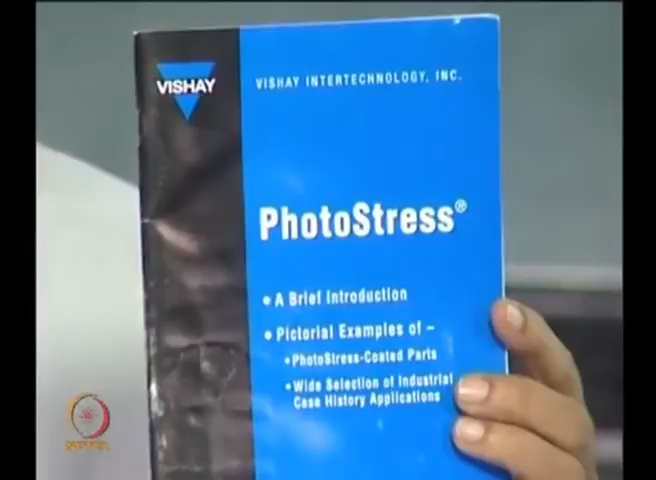 VISHAY
VISHAY INTERTECHNOLOGY, INC.
PhotoStress®
• A Brief Introduction
• Pictorial Examples of –
• PhotoStress-Coated Parts
• Wide Selection of Industrial
Case History Applications
NPTEL